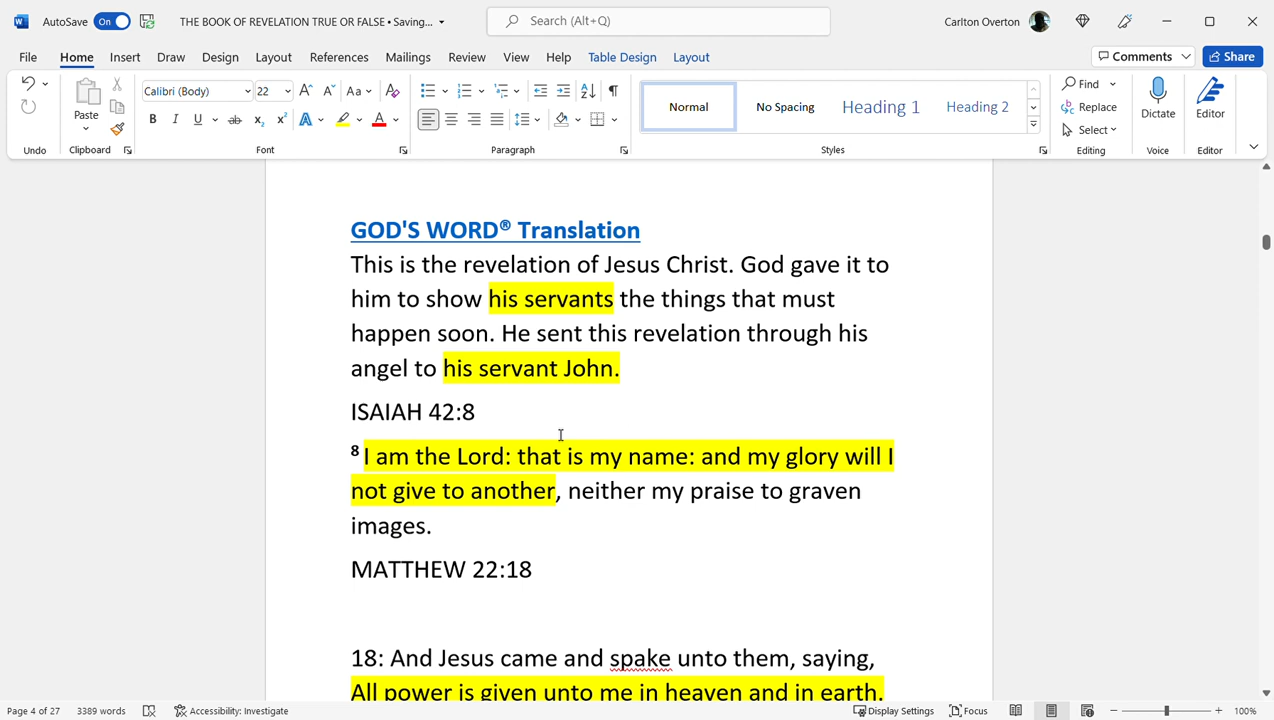 AutoSave On THE BOOK OF REVELATION TRUE OR FALSE • Saving... Search (Alt+Q) Carlton Overton
File Home Insert Draw Design Layout References Mailings Review View Help Table Design Layout Comments Share
Paste Calibri (Body) 22 Aa Normal No Spacing Heading 1 Heading 2 Find Replace Select Dictate Editor
Undo Clipboard Font Paragraph Styles Editing Voice Editor
GOD'S WORD® Translation
This is the revelation of Jesus Christ. God gave it to
him to show his servants the things that must
happen soon. He sent this revelation through his
angel to his servant John.
ISAIAH 42:8
8 I am the Lord: that is my name: and my glory will I
not give to another, neither my praise to graven
images.
MATTHEW 22:18
18: And Jesus came and spake unto them, saying,
All power is given unto me in heaven and in earth.
Page 4 of 27 3389 words Accessibility: Investigate Display Settings Focus 100%